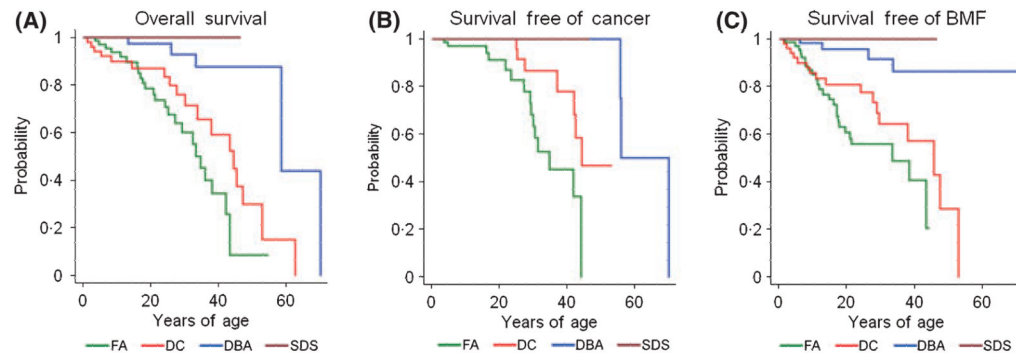 (A) Overall survival
Probability
1
0·8
0·6
0·4
0·2
0
0 20 40 60
Years of age
FA DC DBA SDS
(B) Survival free of cancer
Probability
1
0·8
0·6
0·4
0·2
0
0 20 40 60
Years of age
FA DC DBA SDS
(C) Survival free of BMF
Probability
1
0·8
0·6
0·4
0·2
0
0 20 40 60
Years of age
FA DC DBA SDS